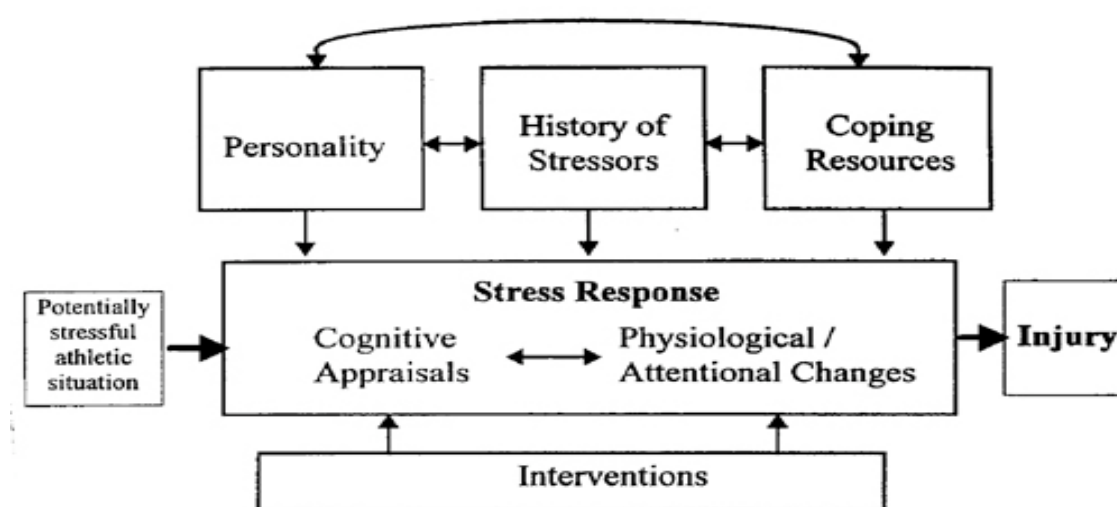 Personality
History of
Stressors
Coping
Resources
Potentially
stressful
athletic
situation
Stress Response
Cognitive
Appraisals
Physiological /
Attentional Changes
Injury
Interventions